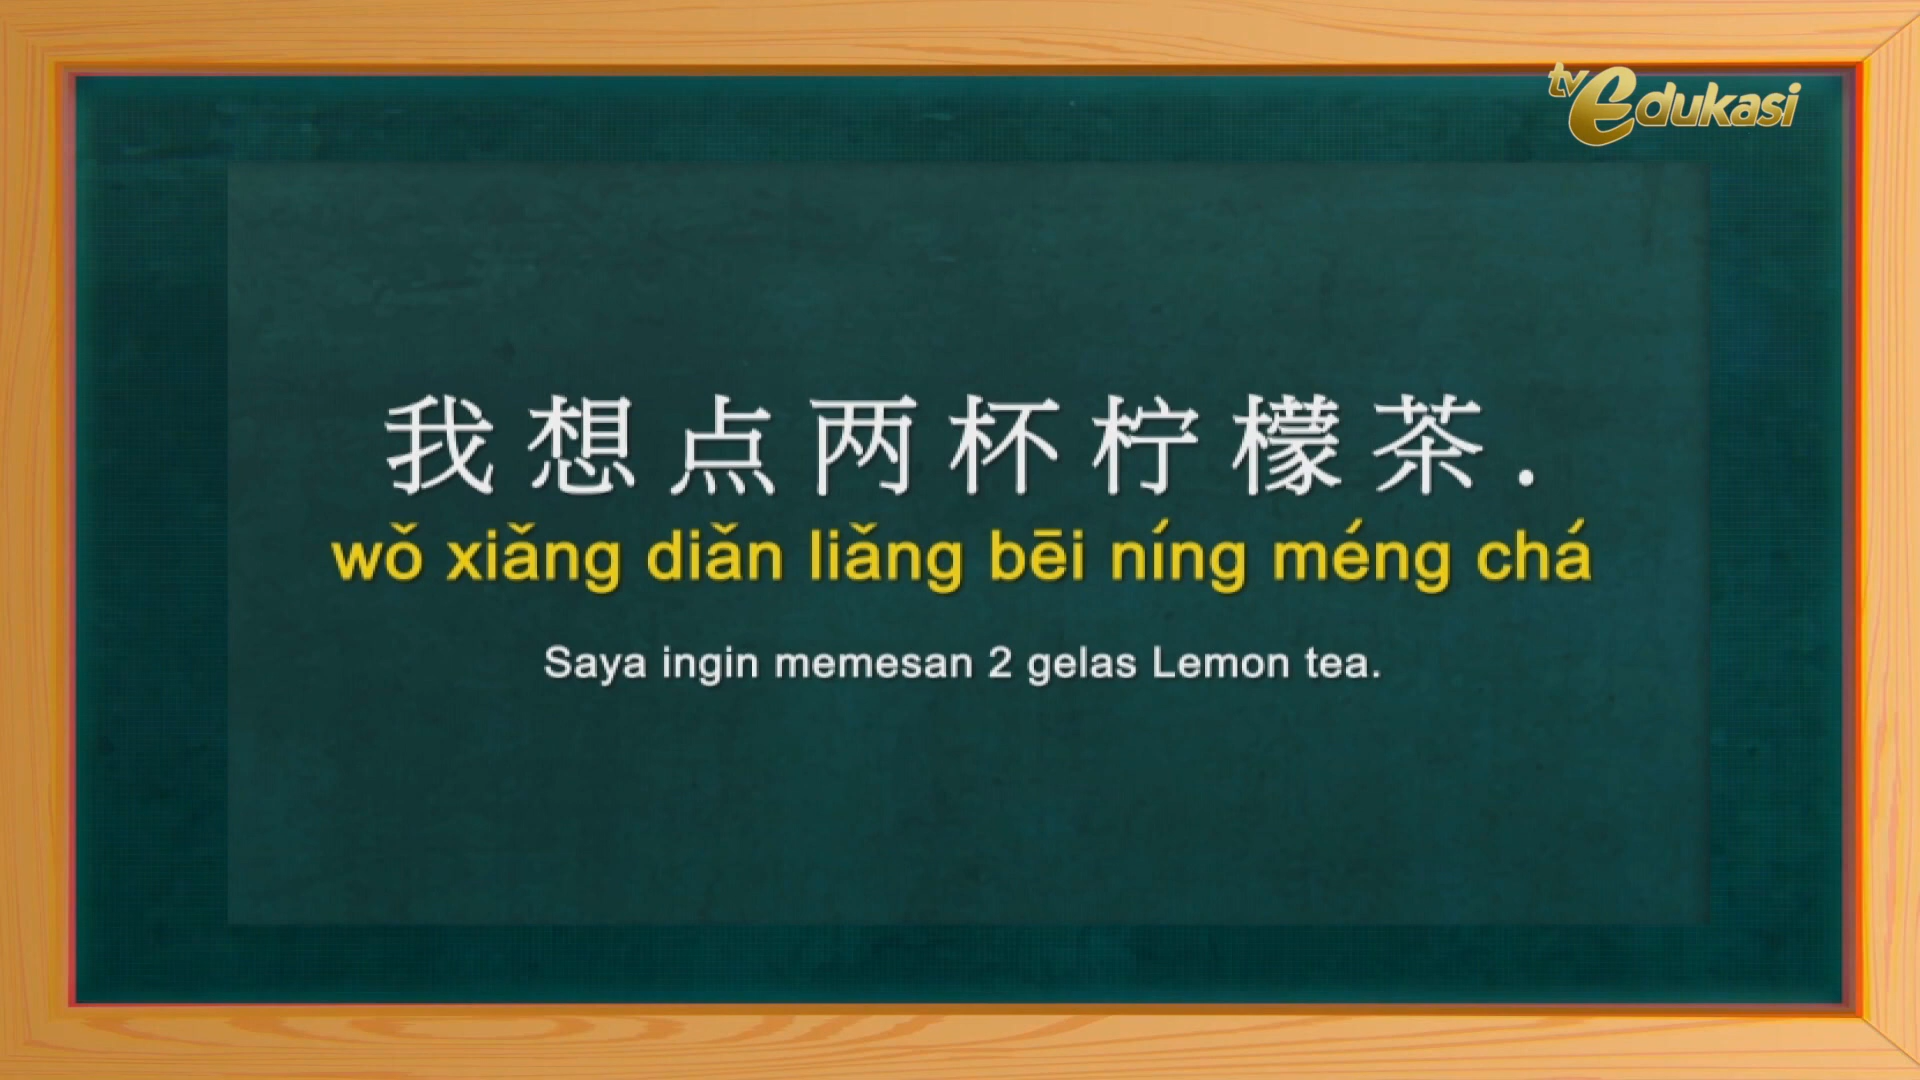 tv Edukasi
我想点两杯柠檬茶.
wǒ xiǎng diǎn liǎng bēi níng méng chá
Saya ingin memesan 2 gelas Lemon tea.